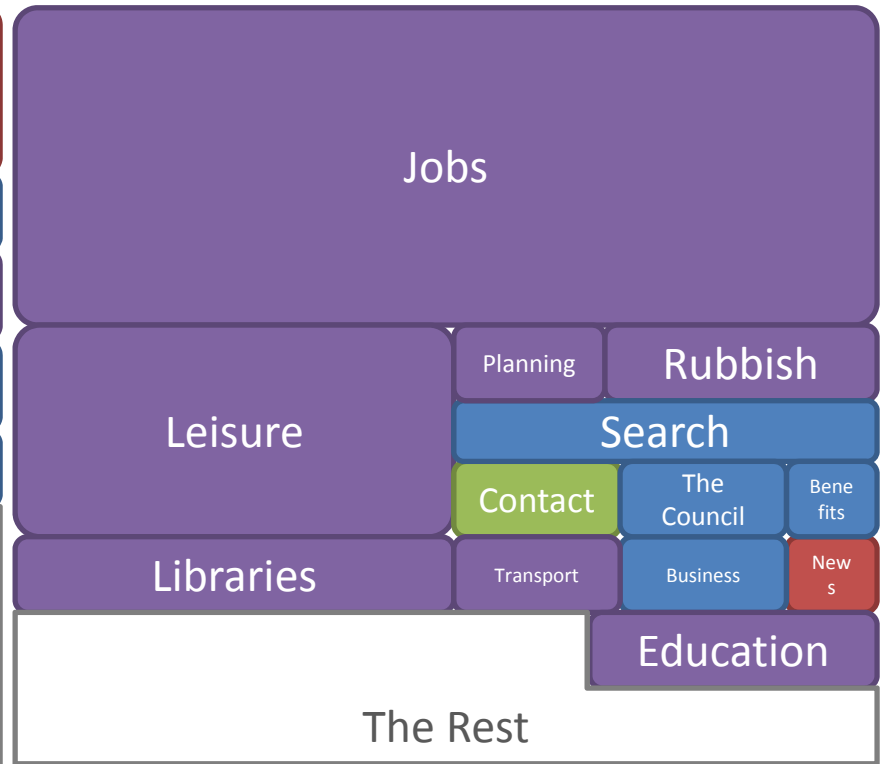 Jobs
Leisure
Planning
Rubbish
Search
Contact
The
Council
Bene
fits
Libraries
Transport
Business
New
s
Education
The Rest